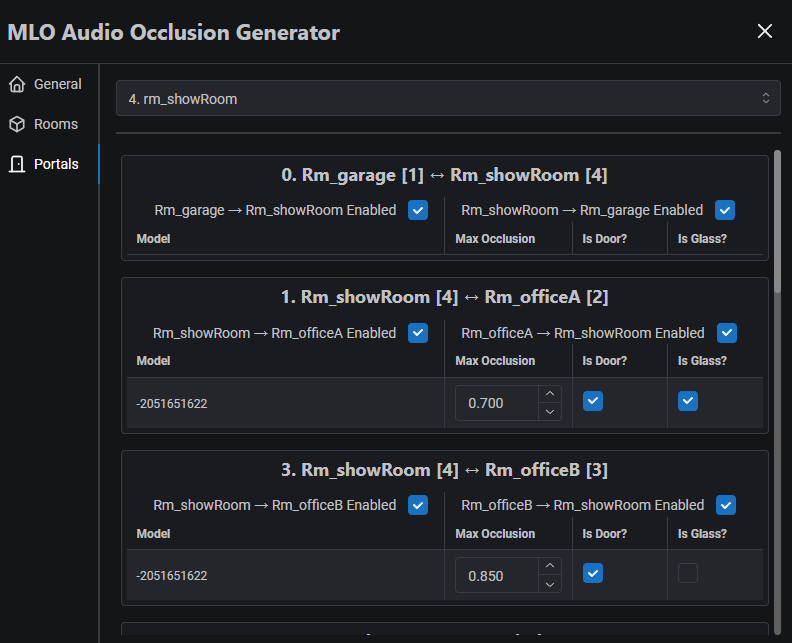 MLO Audio Occlusion Generator
General
Rooms
Portals
4. rm_showRoom
0. Rm_garage [1] ↔ Rm_showRoom [4]
Rm_garage → Rm_showRoom Enabled Rm_showRoom → Rm_garage Enabled
Model Max Occlusion Is Door? Is Glass?
1. Rm_showRoom [4] ↔ Rm_officeA [2]
Rm_showRoom → Rm_officeA Enabled Rm_officeA → Rm_showRoom Enabled
Model Max Occlusion Is Door? Is Glass?
-2051651622 0.700
3. Rm_showRoom [4] ↔ Rm_officeB [3]
Rm_showRoom → Rm_officeB Enabled Rm_officeB → Rm_showRoom Enabled
Model Max Occlusion Is Door? Is Glass?
-2051651622 0.850